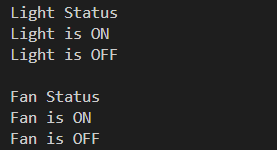 Light Status
Light is ON
Light is OFF

Fan Status
Fan is ON
Fan is OFF